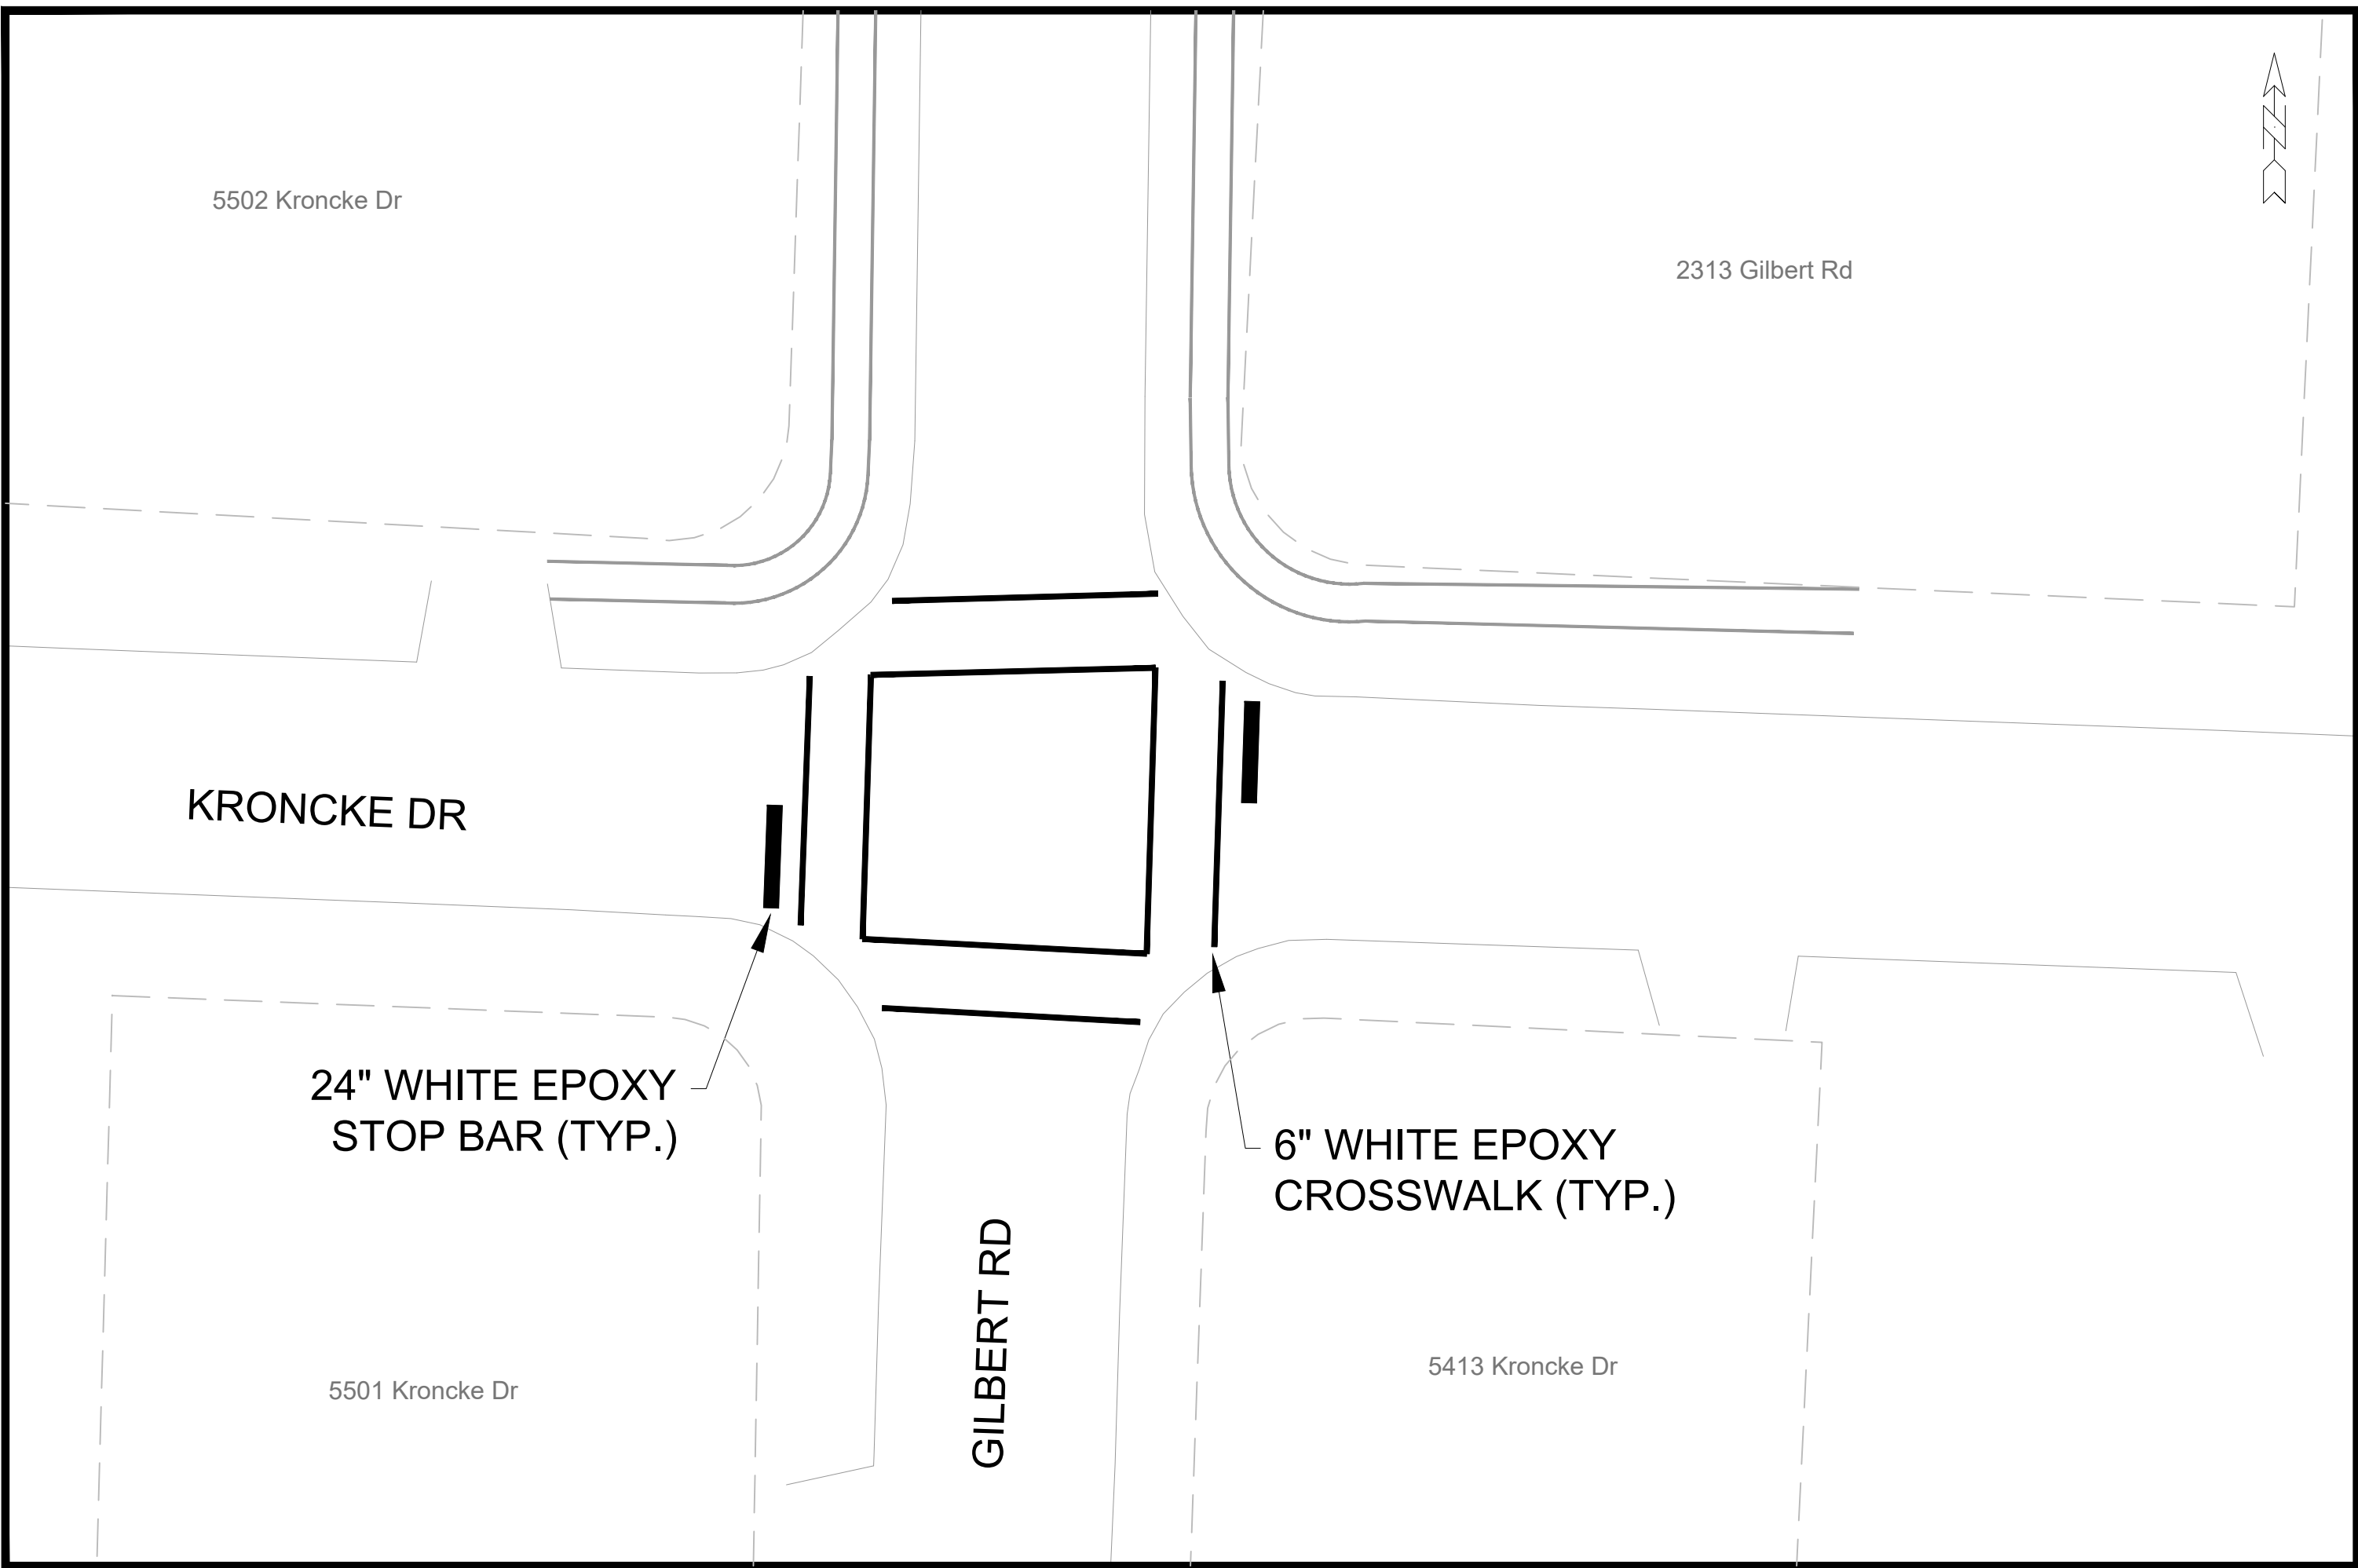 5502 Kroncke Dr
2313 Gilbert Rd
KRONCKE DR
24" WHITE EPOXY
STOP BAR (TYP.)
6" WHITE EPOXY
CROSSWALK (TYP.)
GILBERT RD
5501 Kroncke Dr
5413 Kroncke Dr